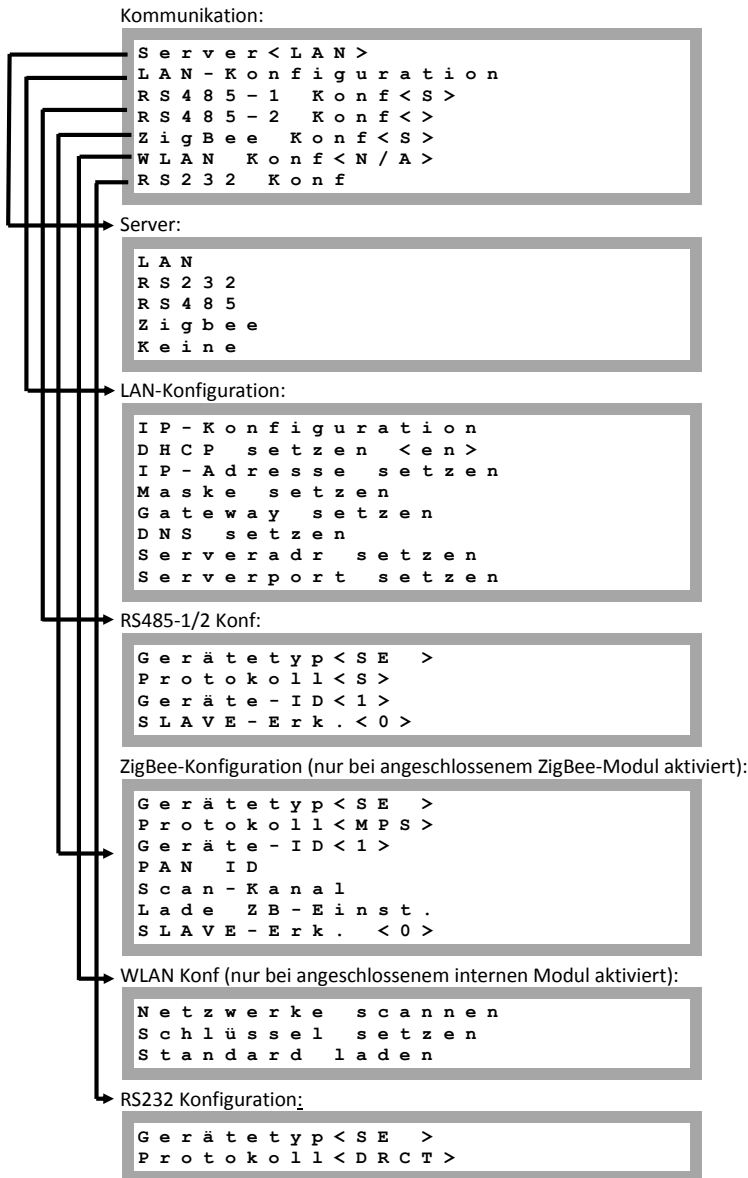 Kommunikation:
Server<LAN>
LAN-Konfiguration
RS485-1 Konf<S>
RS485-2 Konf<>
ZigBee Konf<S>
WLAN Konf<N/A>
RS232 Konf
Server:
LAN
RS232
RS485
Zigbee
Keine
LAN-Konfiguration:
IP-Konfiguration
DHCP setzen <en>
IP-Adresse setzen
Maske setzen
Gateway setzen
DNS setzen
Serveradr setzen
Serverport setzen
RS485-1/2 Konf:
Gerätetyp<SE >
Protokoll<S>
Geräte-ID<1>
SLAVE-Erk.<0>
ZigBee-Konfiguration (nur bei angeschlossenem ZigBee-Modul aktiviert):
Gerätetyp<SE >
Protokoll<MPS>
Geräte-ID<1>
PAN ID
Scan-Kanal
Lade ZB-Einst.
SLAVE-Erk. <0>
WLAN Konf (nur bei angeschlossenem internen Modul aktiviert):
Netzwerke scannen
Schlüssel setzen
Standard laden
RS232 Konfiguration:
Gerätetyp<SE >
Protokoll<DRCT>